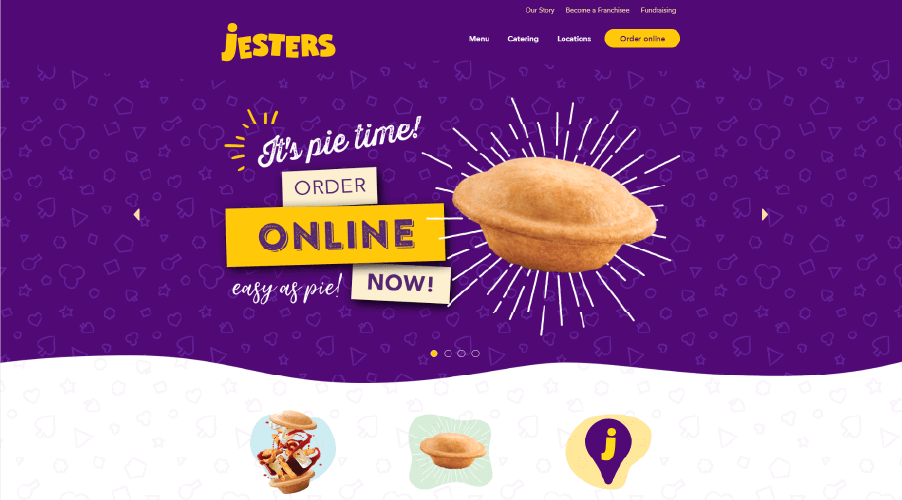 Our Story Become a Franchisee Fundraising
JESTERS
Menu Catering Locations Order online
It's pie time!
ORDER
ONLINE
easy as pie! NOW!
j